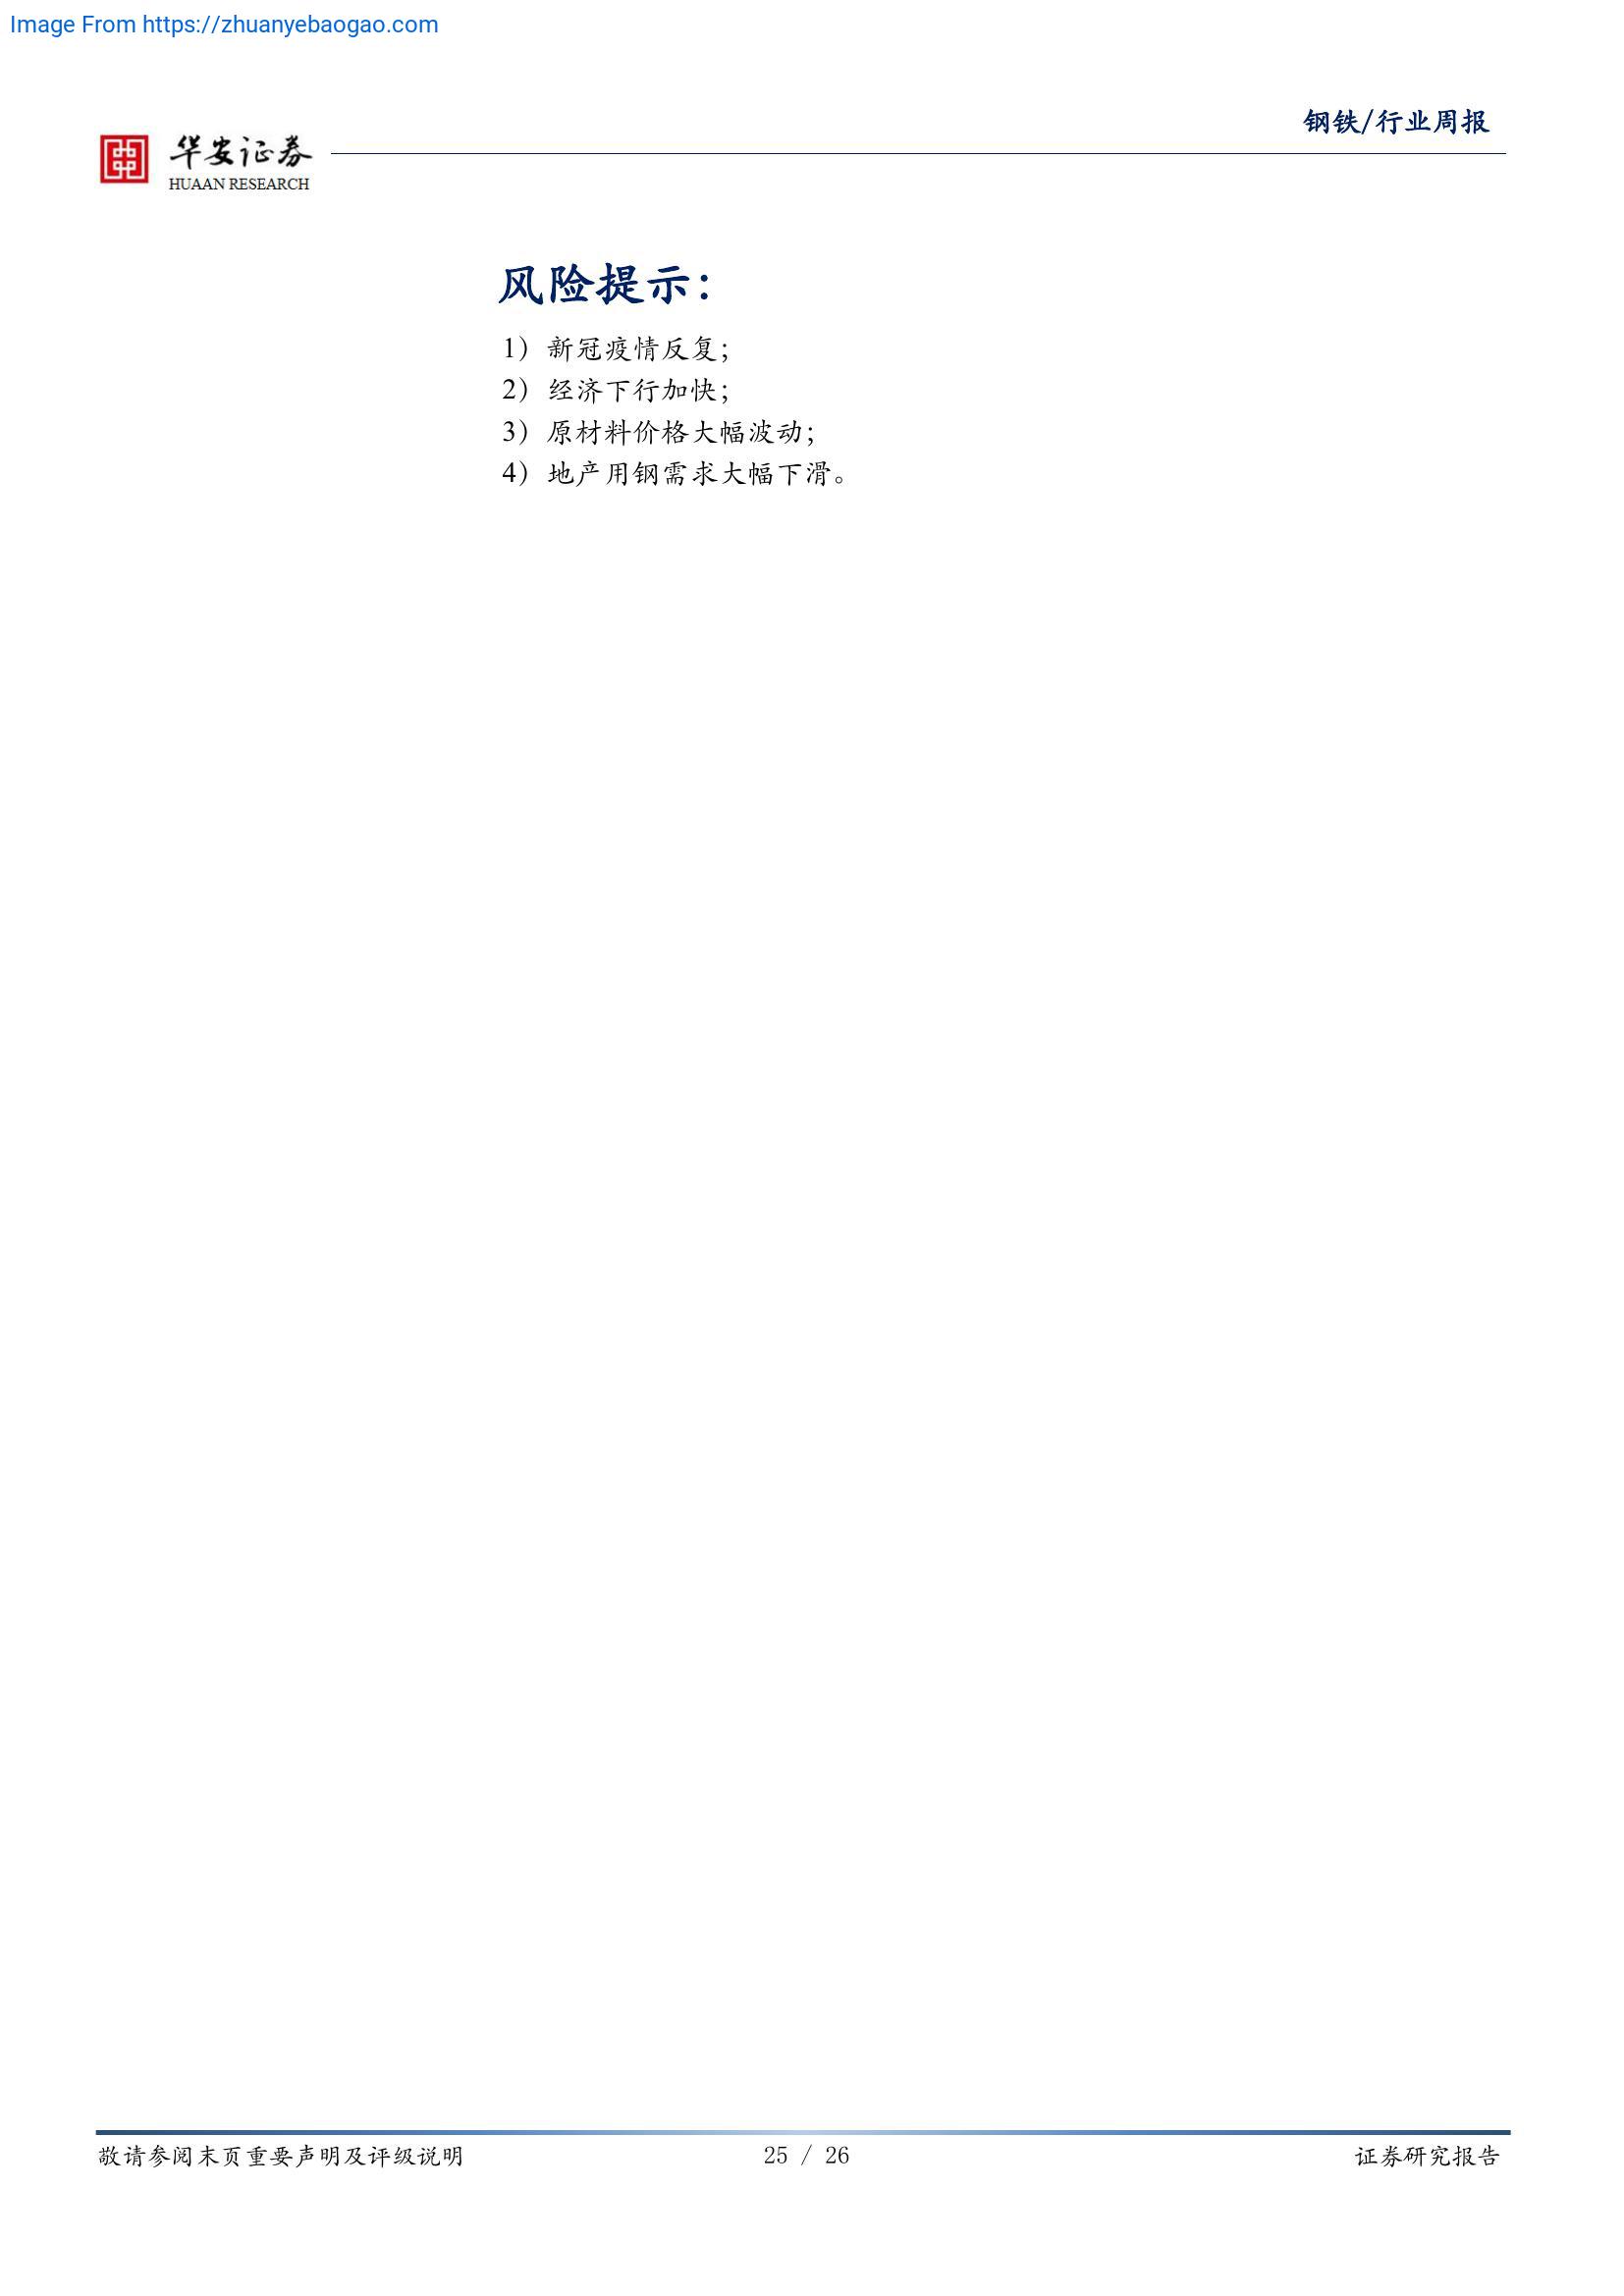 Image From https://zhuanyebaogao.com
钢铁/行业周报
华安证券
HUAAN RESEARCH
风险提示：
1）新冠疫情反复；
2）经济下行加快；
3）原材料价格大幅波动；
4）地产用钢需求大幅下滑。
敬请参阅末页重要声明及评级说明
25 / 26
证券研究报告